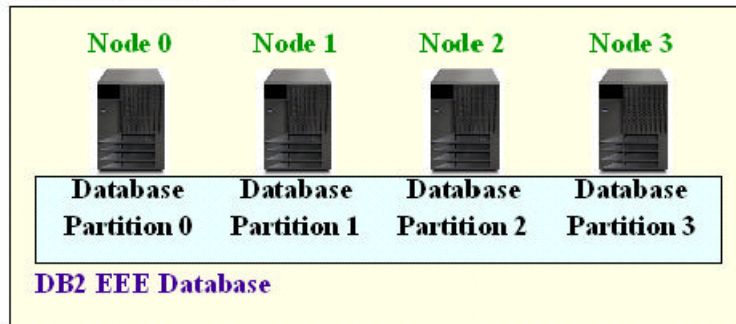 Node 0 Node 1 Node 2 Node 3
Database Database Database Database
Partition 0 Partition 1 Partition 2 Partition 3
DB2 EEE Database